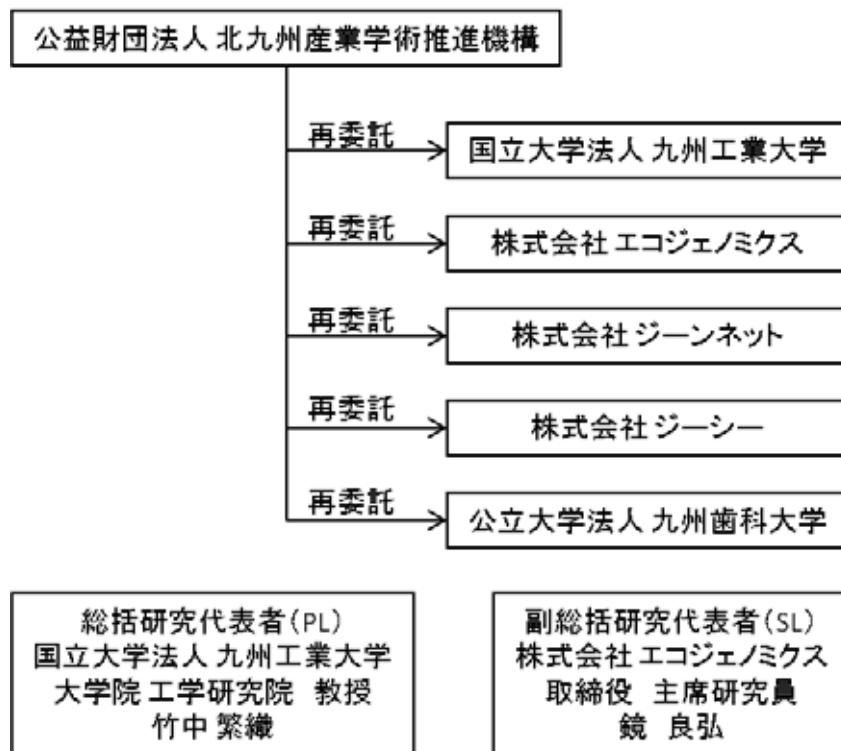 公益財団法人 北九州産業学術推進機構
再委託
国立大学法人 九州工業大学
再委託
株式会社 エコジェノミクス
再委託
株式会社 ジーンネット
再委託
株式会社 ジーシー
再委託
公立大学法人 九州歯科大学
総括研究代表者(PL)
国立大学法人 九州工業大学
大学院 工学研究院 教授
竹中 繁織
副総括研究代表者(SL)
株式会社 エコジェノミクス
取締役 主席研究員
鏡 良弘